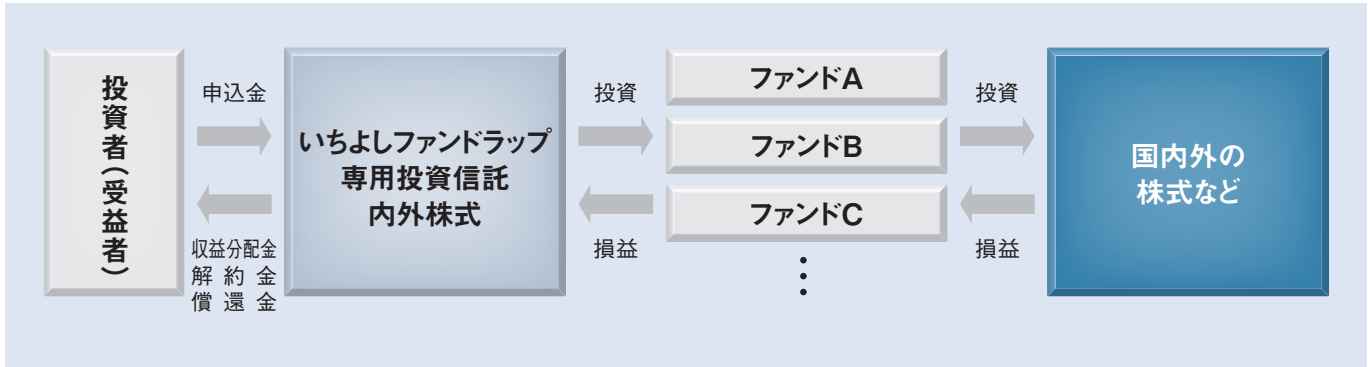 投資者（受益者）
申込金
収益分配金
解約金
償還金
いちよしファンドラップ
専用投資信託
内外株式
投資
損益
ファンドA
ファンドB
ファンドC
⋮
投資
損益
国内外の
株式など